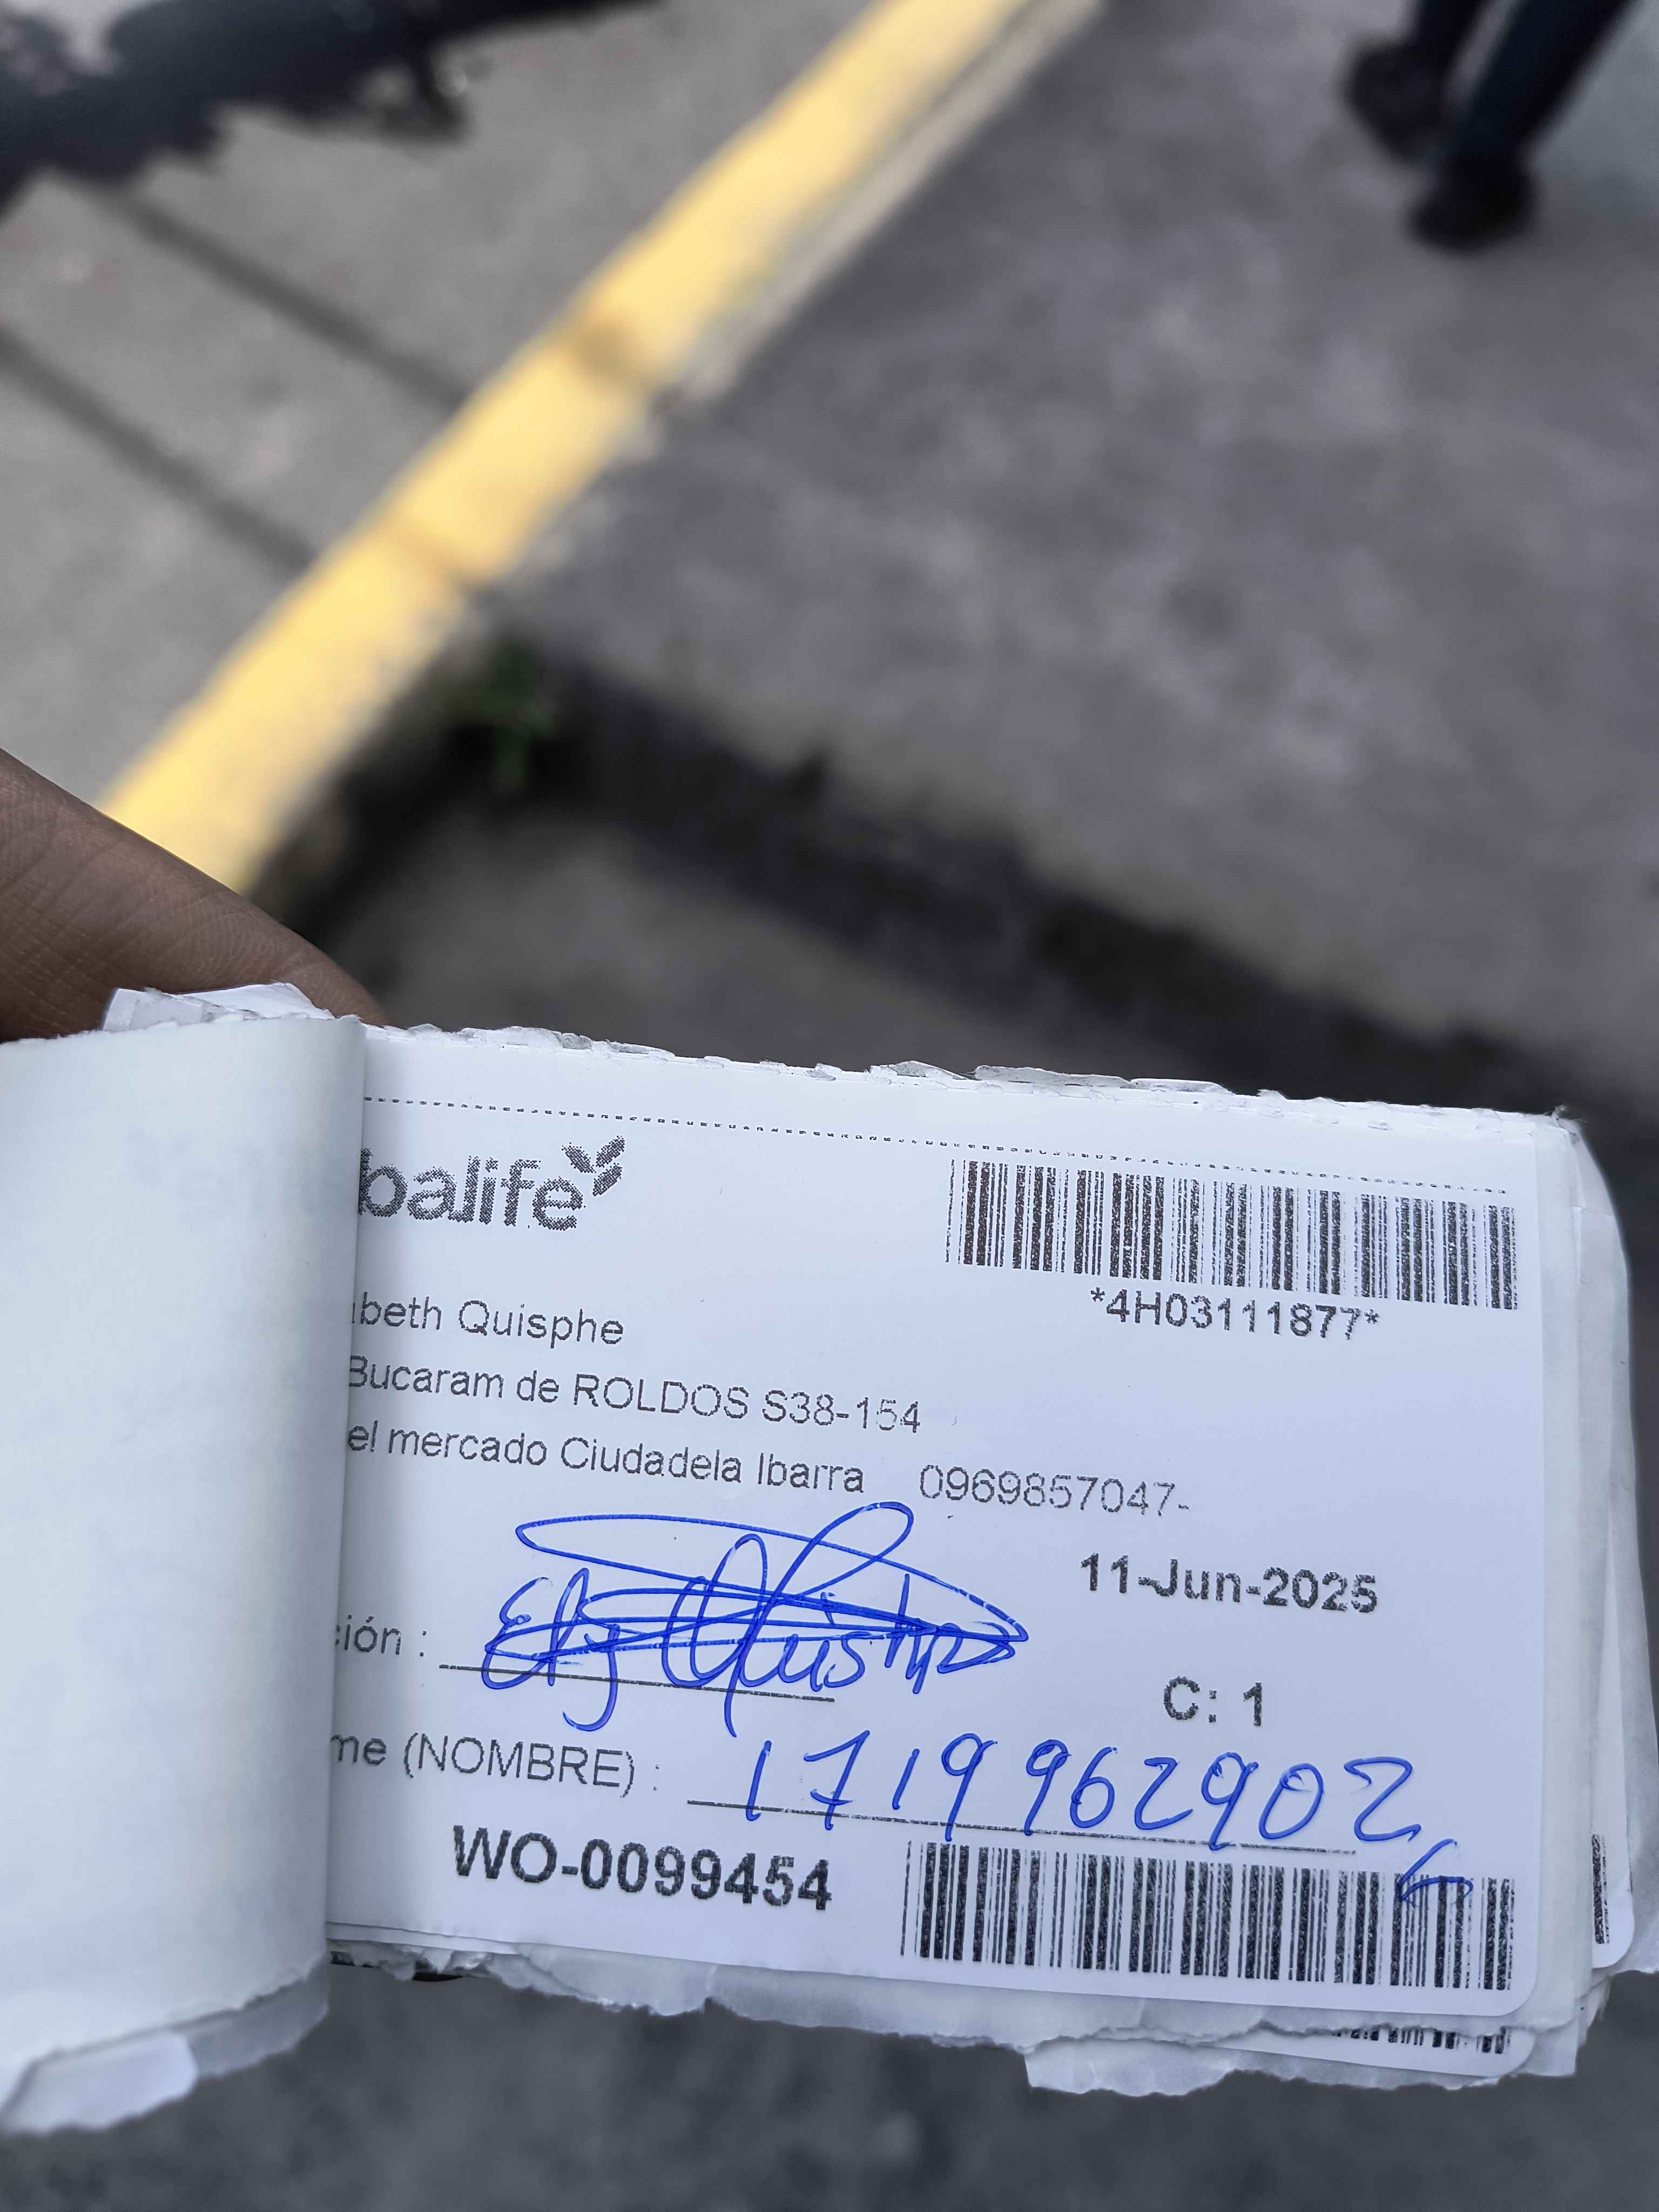 balife
*4H03111877*
beth Quisphe
Bucaram de ROLDOS S38-154
el mercado Ciudadela Ibarra 0969857047-
11-Jun-2025
ión :
C: 1
me (NOMBRE) : 1719962902
WO-0099454